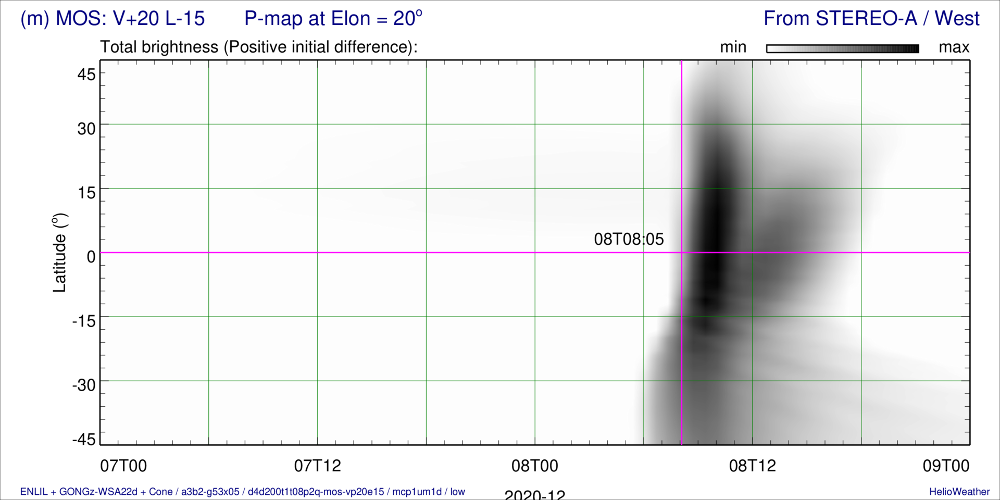 (m) MOS: V+20 L-15 P-map at Elon = 20° From STEREO-A / West
Total brightness (Positive initial difference): min max
45
30
15
0
-15
-30
-45
Latitude (°)
08T08:05
07T00 07T12 08T00 08T12 09T00
2020-12
ENLIL + GONGz-WSA22d + Cone / a3b2-g53x05 / d4d200t1t08p2q-mos-vp20e15 / mcp1um1d / low
HelioWeather